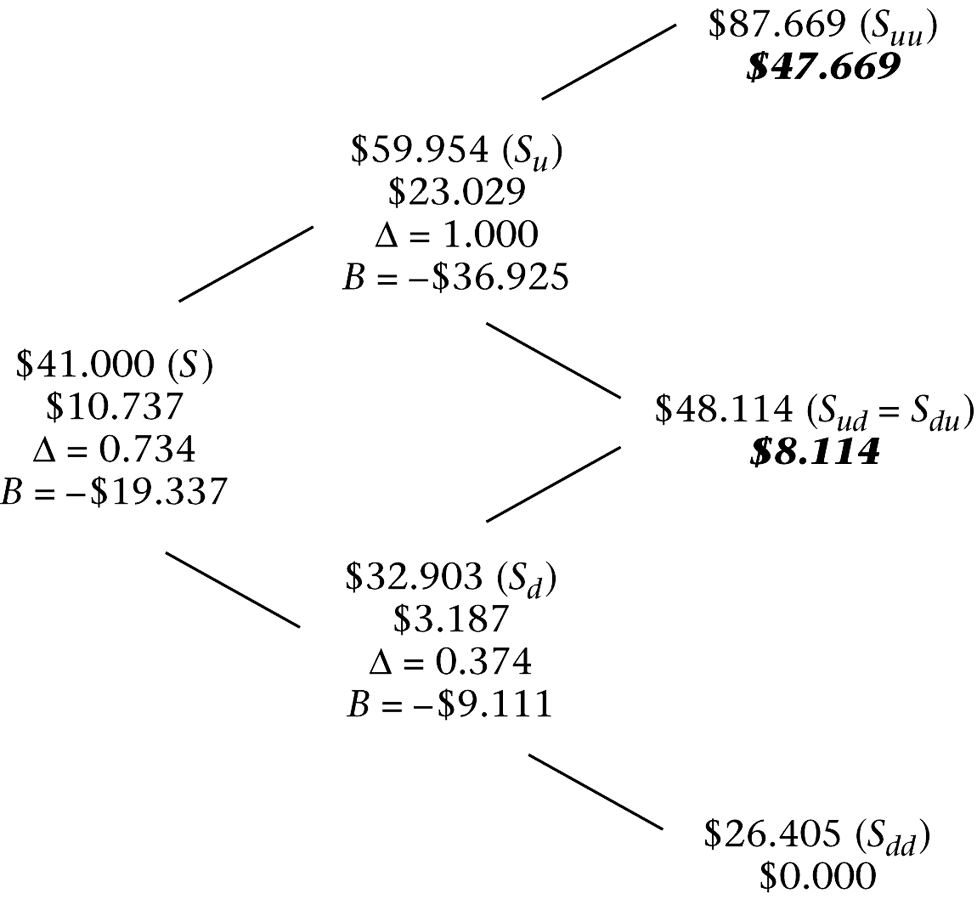 $87.669 (Suu)
$47.669
$59.954 (Su)
$23.029
Δ = 1.000
B = –$36.925
$41.000 (S)
$10.737
Δ = 0.734
B = –$19.337
$48.114 (Sud = Sdu)
$8.114
$32.903 (Sd)
$3.187
Δ = 0.374
B = –$9.111
$26.405 (Sdd)
$0.000